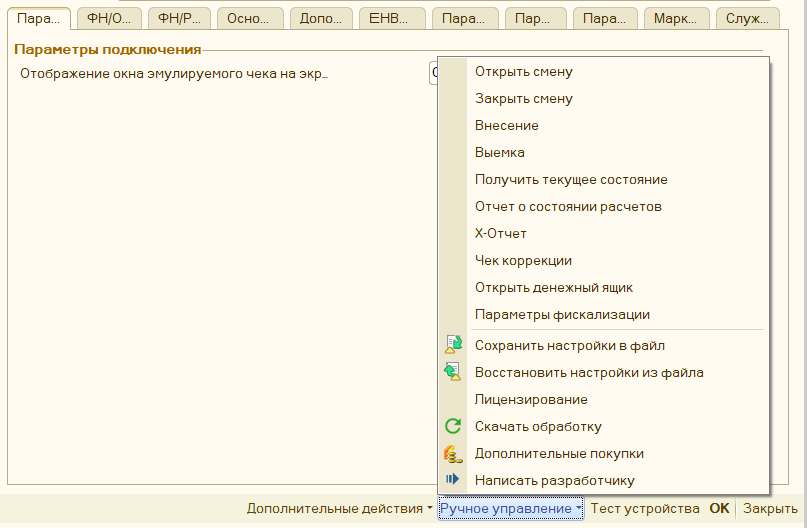 Пара... ФН/О... ФН/Р... Осно... Допо... ЕНВ... Пара... Пар... Пара... Марк... Служ...
Параметры подключения
Отображение окна эмулируемого чека на экр...
Открыть смену
Закрыть смену
Внесение
Выемка
Получить текущее состояние
Отчет о состоянии расчетов
Х-Отчет
Чек коррекции
Открыть денежный ящик
Параметры фискализации
Сохранить настройки в файл
Восстановить настройки из файла
Лицензирование
Скачать обработку
Дополнительные покупки
Написать разработчику
Дополнительные действия Ручное управление Тест устройства OK Закрыть